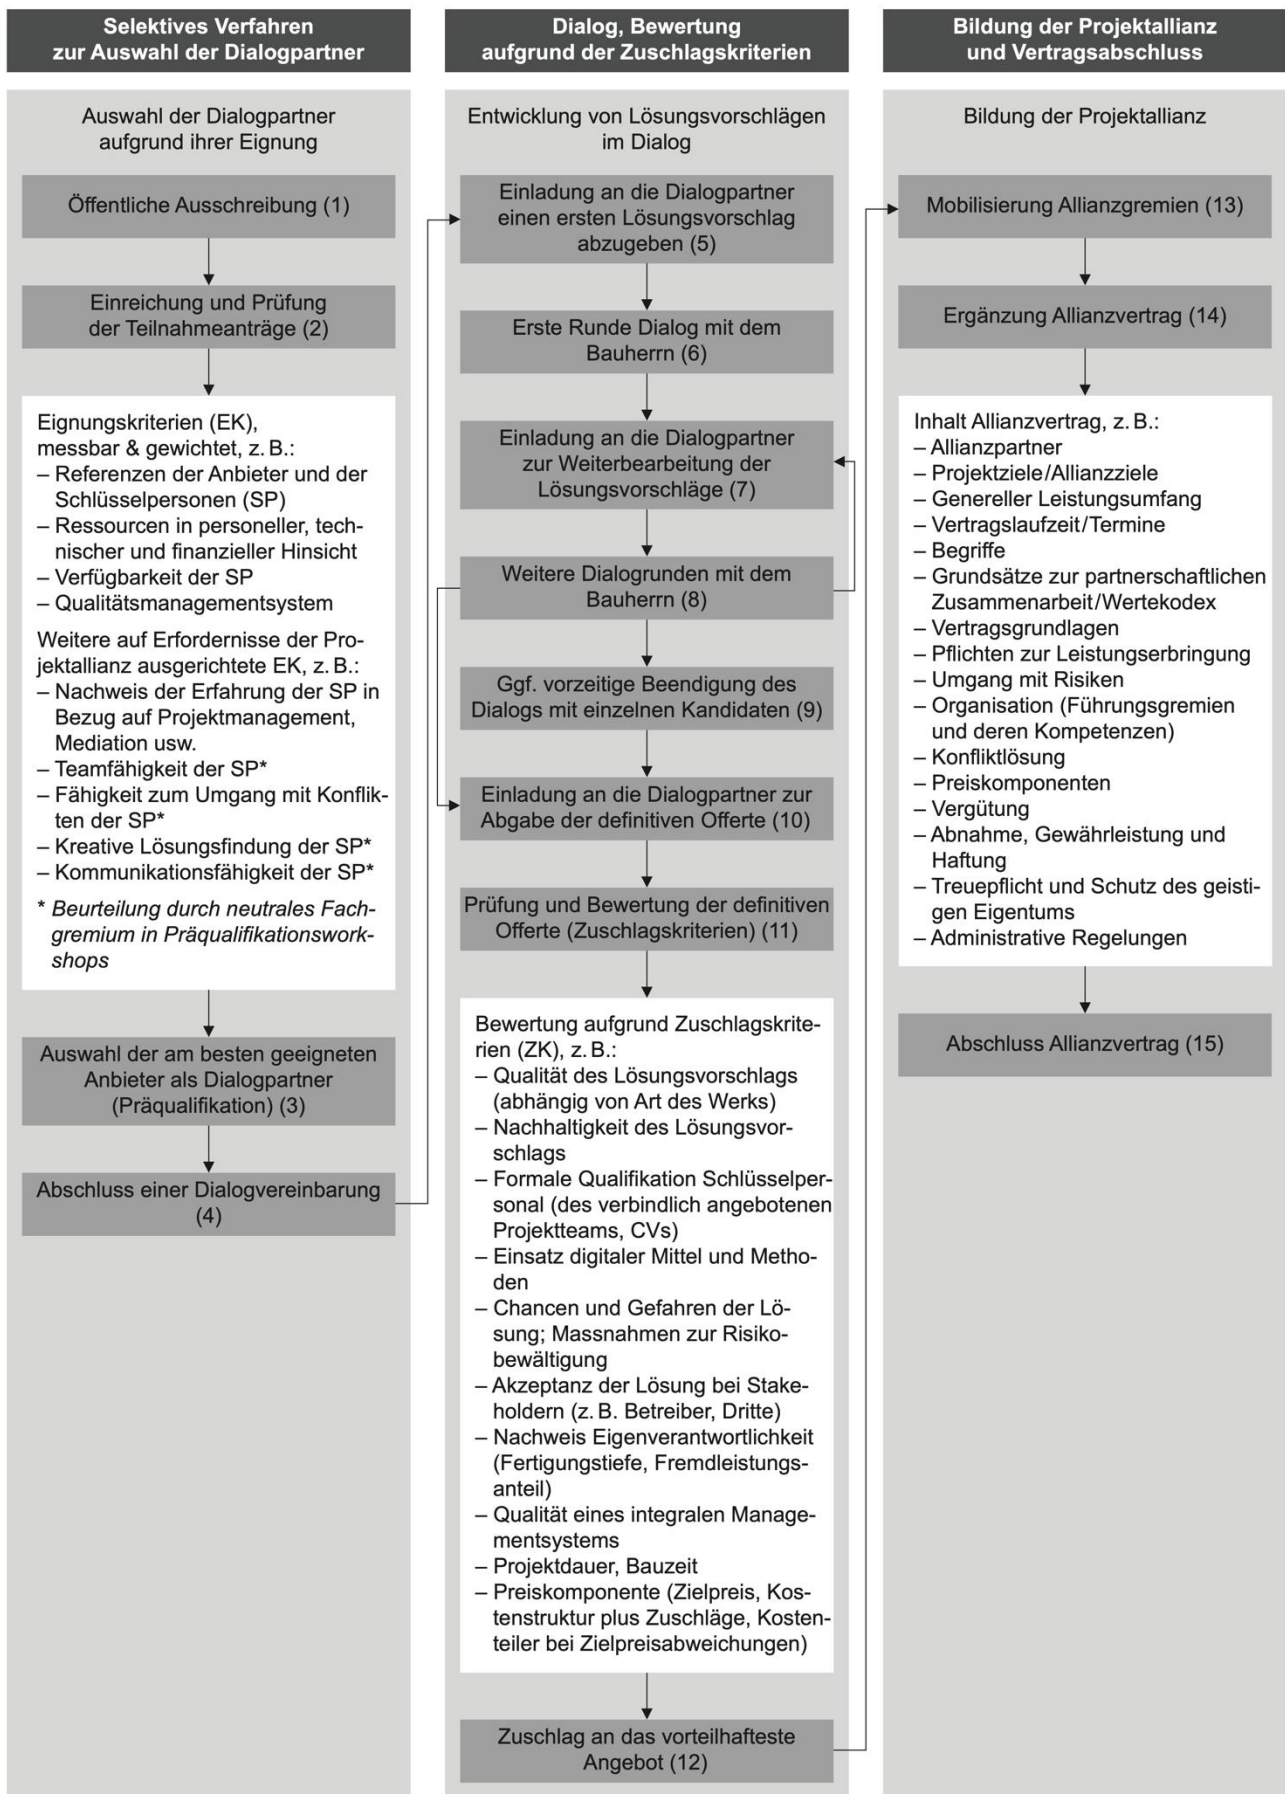 Selektives Verfahren
zur Auswahl der Dialogpartner
Auswahl der Dialogpartner
aufgrund ihrer Eignung
Öffentliche Ausschreibung (1)
Einreichung und Prüfung
der Teilnahmeanträge (2)
Eignungskriterien (EK),
messbar & gewichtet, z. B.:
– Referenzen der Anbieter und der
Schlüsselpersonen (SP)
– Ressourcen in personeller, tech-
nischer und finanzieller Hinsicht
– Verfügbarkeit der SP
– Qualitätsmanagementsystem
Weitere auf Erfordernisse der Pro-
jektallianz ausgerichtete EK, z. B.:
– Nachweis der Erfahrung der SP in
Bezug auf Projektmanagement,
Mediation usw.
– Teamfähigkeit der SP*
– Fähigkeit zum Umgang mit Konflik-
ten der SP*
– Kreative Lösungsfindung der SP*
– Kommunikationsfähigkeit der SP*
* Beurteilung durch neutrales Fach-
gremium in Präqualifikationswork-
shops
Auswahl der am besten geeigneten
Anbieter als Dialogpartner
(Präqualifikation) (3)
Abschluss einer Dialogvereinbarung
(4)
Dialog, Bewertung
aufgrund der Zuschlagskriterien
Entwicklung von Lösungsvorschlägen
im Dialog
Einladung an die Dialogpartner
einen ersten Lösungsvorschlag
abzugeben (5)
Erste Runde Dialog mit dem
Bauherrn (6)
Einladung an die Dialogpartner
zur Weiterbearbeitung der
Lösungsvorschläge (7)
Weitere Dialogrunden mit dem
Bauherrn (8)
Ggf. vorzeitige Beendigung des
Dialogs mit einzelnen Kandidaten (9)
Einladung an die Dialogpartner zur
Abgabe der definitiven Offerte (10)
Prüfung und Bewertung der definitiven
Offerte (Zuschlagskriterien) (11)
Bewertung aufgrund Zuschlagskrite-
rien (ZK), z. B.:
– Qualität des Lösungsvorschlags
(abhängig von Art des Werks)
– Nachhaltigkeit des Lösungsvor-
schlags
– Formale Qualifikation Schlüsselper-
sonal (des verbindlich angebotenen
Projektteams, CVs)
– Einsatz digitaler Mittel und Metho-
den
– Chancen und Gefahren der Lö-
sung; Massnahmen zur Risiko-
bewältigung
– Akzeptanz der Lösung bei Stake-
holdern (z. B. Betreiber, Dritte)
– Nachweis Eigenverantwortlichkeit
(Fertigungstiefe, Fremdleistungs-
anteil)
– Qualität eines integralen Manage-
mentsystems
– Projektdauer, Bauzeit
– Preiskomponente (Zielpreis, Kos-
tenstruktur plus Zuschläge, Kosten-
teiler bei Zielpreisabweichungen)
Zuschlag an das vorteilhafteste
Angebot (12)
Bildung der Projektallianz
und Vertragsabschluss
Bildung der Projektallianz
Mobilisierung Allianzgremien (13)
Ergänzung Allianzvertrag (14)
Inhalt Allianzvertrag, z. B.:
– Allianzpartner
– Projektziele/Allianzziele
– Genereller Leistungsumfang
– Vertragslaufzeit/Termine
– Begriffe
– Grundsätze zur partnerschaftlichen
Zusammenarbeit/Wertekodex
– Vertragsgrundlagen
– Pflichten zur Leistungserbringung
– Umgang mit Risiken
– Organisation (Führungsgremien
und deren Kompetenzen)
– Konfliktlösung
– Preiskomponenten
– Vergütung
– Abnahme, Gewährleistung und
Haftung
– Treuepflicht und Schutz des geisti-
gen Eigentums
– Administrative Regelungen
Abschluss Allianzvertrag (15)